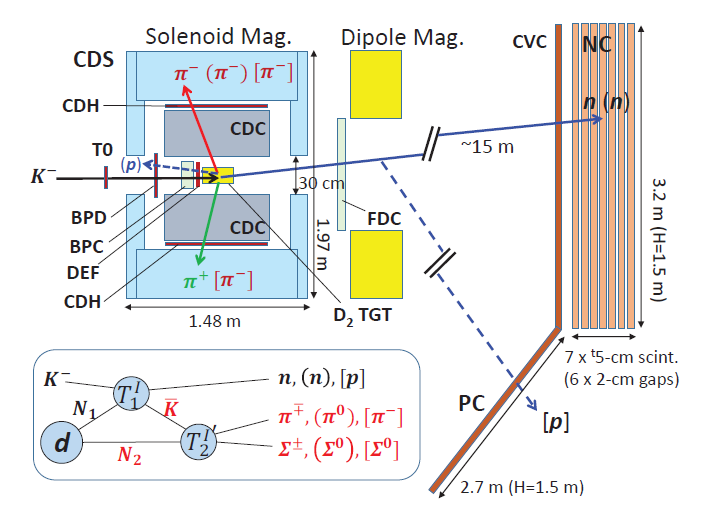 Solenoid Mag.
Dipole Mag.
CDS
CVC
NC
π⁻ (π⁻) [π⁻]
CDH
CDC
n (n)
T0
(p)
~15 m
K⁻
30 cm
BPD
FDC
BPC
CDC
1.97 m
3.2 m (H=1.5 m)
DEF
π⁺ [π⁻]
CDH
D₂ TGT
1.48 m
7 x ᵗ5-cm scint.
(6 x 2-cm gaps)
PC
[p]
2.7 m (H=1.5 m)
K⁻
n, (n), [p]
T₁ᴵ
N₁
K̅
π∓, (π⁰), [π⁻]
d
T₂ᴵ′
N₂
Σ±, (Σ⁰), [Σ⁰]